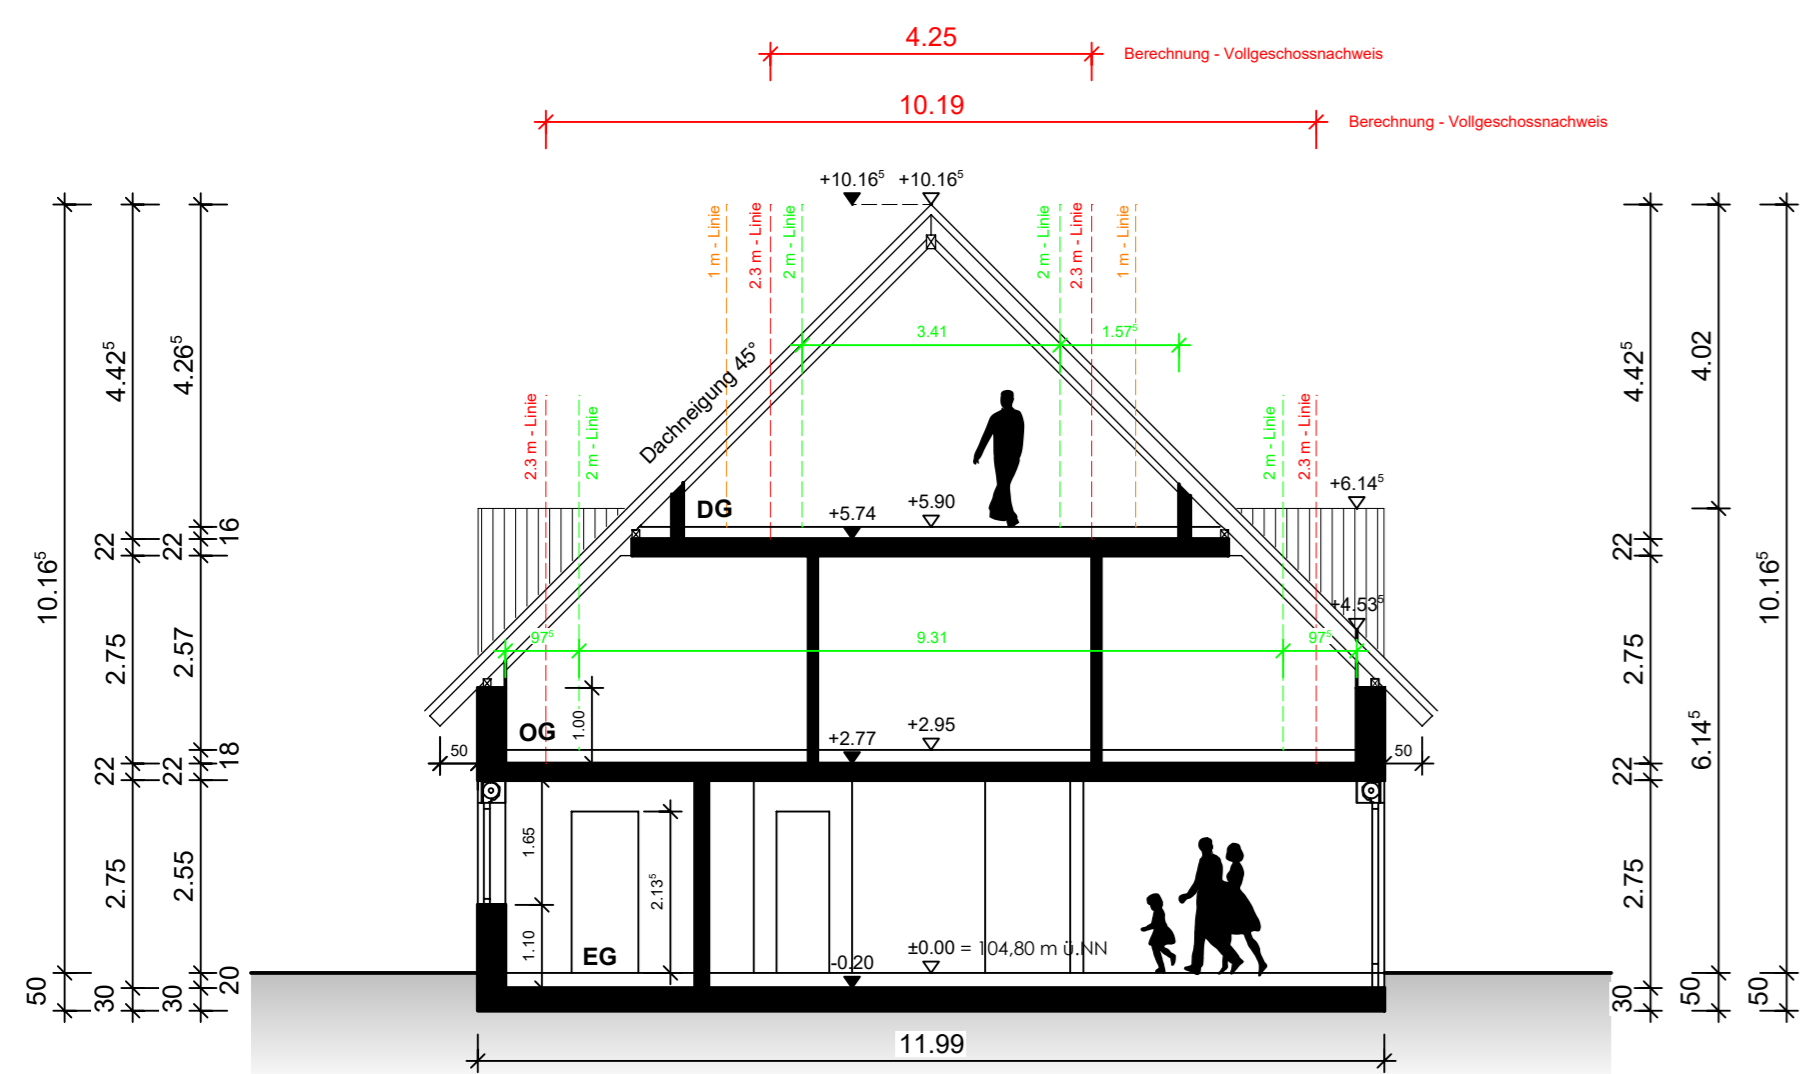 4.25
Berechnung - Vollgeschossnachweis
10.19
Berechnung - Vollgeschossnachweis
+10.16⁵ +10.16⁵
1 m - Linie
2.3 m - Linie
2 m - Linie
2 m - Linie
2.3 m - Linie
1 m - Linie
3.41
1.57⁵
Dachneigung 45°
2.3 m - Linie
2 m - Linie
2 m - Linie
2.3 m - Linie
DG
+5.74
+5.90
+6.14⁵
+4.53⁵
97⁵
9.31
97⁵
1.00
OG
+2.77
+2.95
50
50
1.65
2.13⁵
1.10
EG
±0.00 = 104,80 m ü.NN
-0.20
11.99
10.16⁵
50
4.42⁵
22
2.75
22
2.75
30
4.26⁵
16
22
2.57
18
22
2.55
20
30
4.42⁵
22
2.75
22
2.75
30
4.02
6.14⁵
50
10.16⁵
50